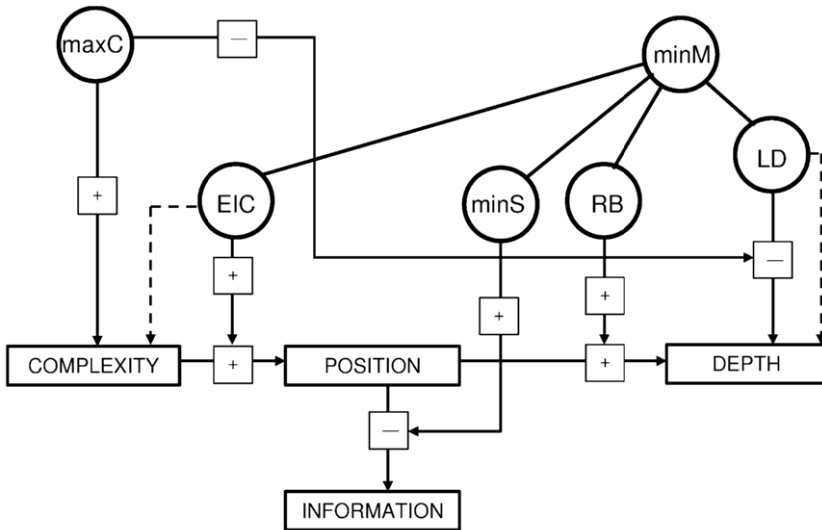 maxC
—
minM
LD
EIC
minS
RB
+
—
+
+
+
COMPLEXITY
+
POSITION
+
DEPTH
—
INFORMATION